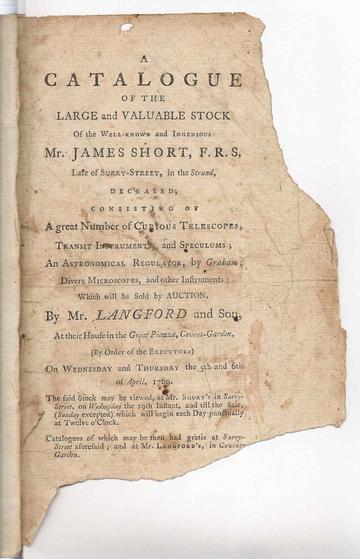 A
CATALOGUE
OF THE
LARGE and VALUABLE STOCK
Of the WELL-KNOWN and INGENIOUS
Mr. JAMES SHORT, F.R.S.
Late of SURRY-STREET, in the Strand,
DECEASED;
CONSISTING OF
A great Number of CURIOUS TELESCOPES,
TRANSIT INSTRUMENTS, and SPECULUMS;
An ASTRONOMICAL REGULATOR, by Graham;
Divers MICROSCOPES, and other Instruments:
Which will be Sold by AUCTION,
By Mr. LANGFORD and Son,
At their House in the Great Piazza, Covent-Garden,
(By Order of the EXECUTORS)
On WEDNESDAY and THURSDAY the 5th and 6th
of April, 1769.
The said Stock may be viewed, at Mr. SHORT's in Surry-
Street, on Wednesday the 29th Instant, and till the Sale,
(Sunday excepted) which will begin each Day punctually
at Twelve o'Clock.
Catalogues of which may be then had gratis at Surry-
Street aforesaid; and at Mr. LANGFORD's, in Covent-
Garden.